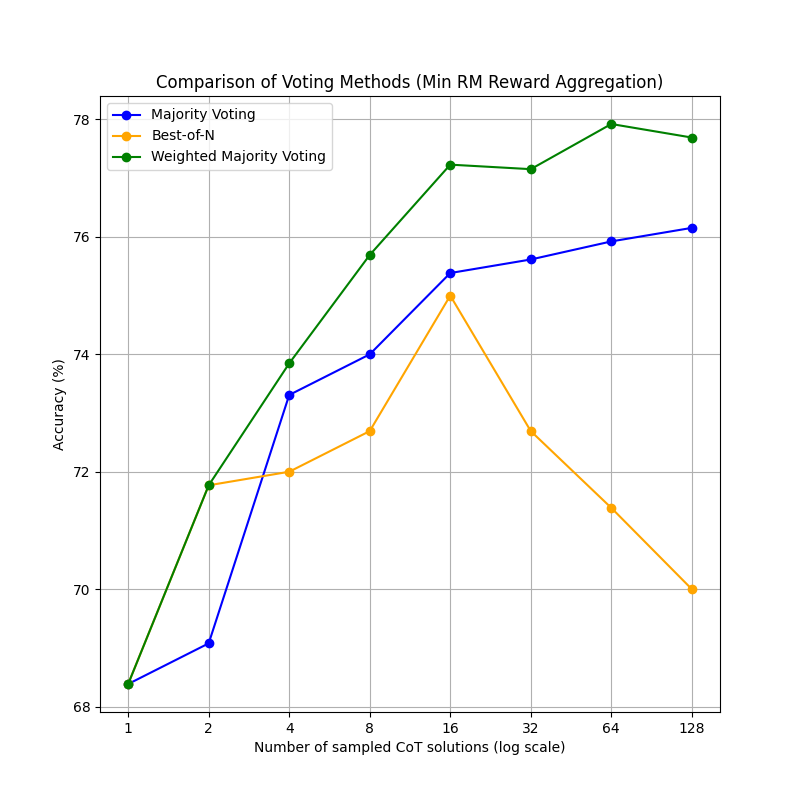 Comparison of Voting Methods (Min RM Reward Aggregation)
Majority Voting
Best-of-N
Weighted Majority Voting
78
76
74
72
70
68
Accuracy (%)
1 2 4 8 16 32 64 128
Number of sampled CoT solutions (log scale)